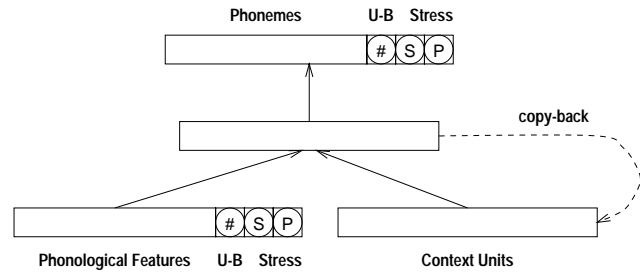 Phonemes U-B Stress
# S P
copy-back
# S P
Phonological Features U-B Stress Context Units